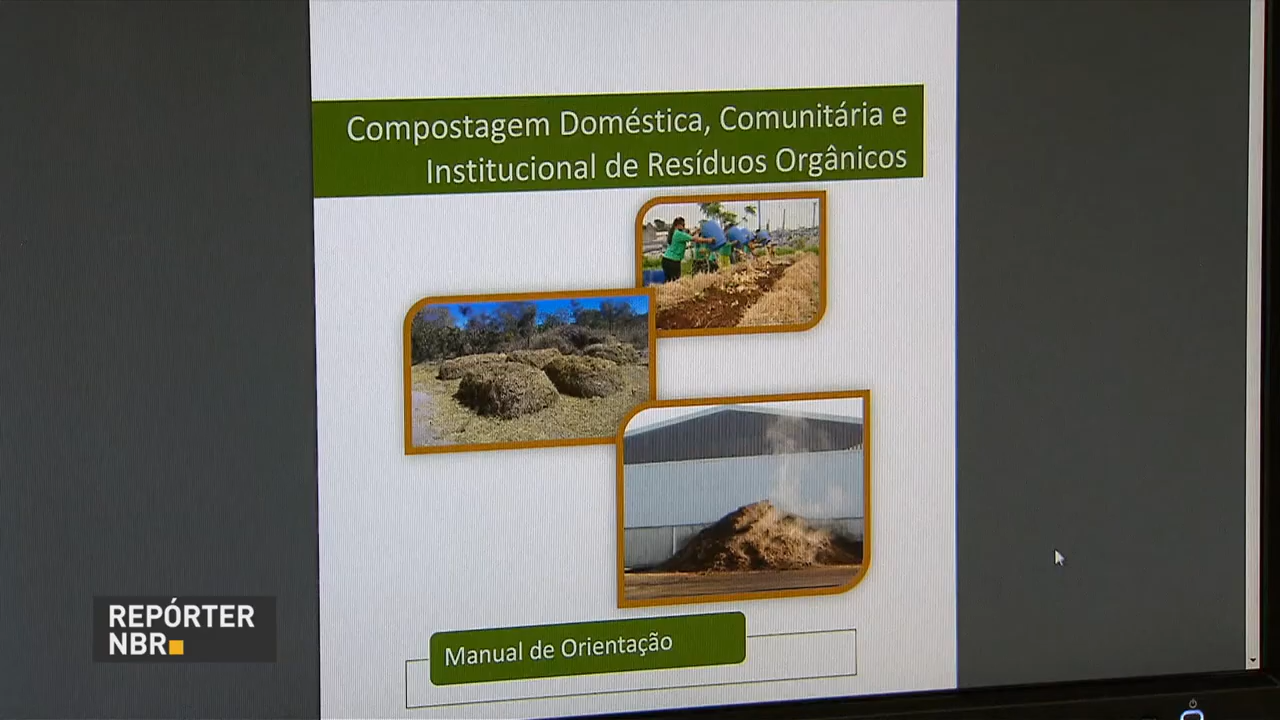 Compostagem Doméstica, Comunitária e
Institucional de Resíduos Orgânicos
Manual de Orientação
REPÓRTER
NBR